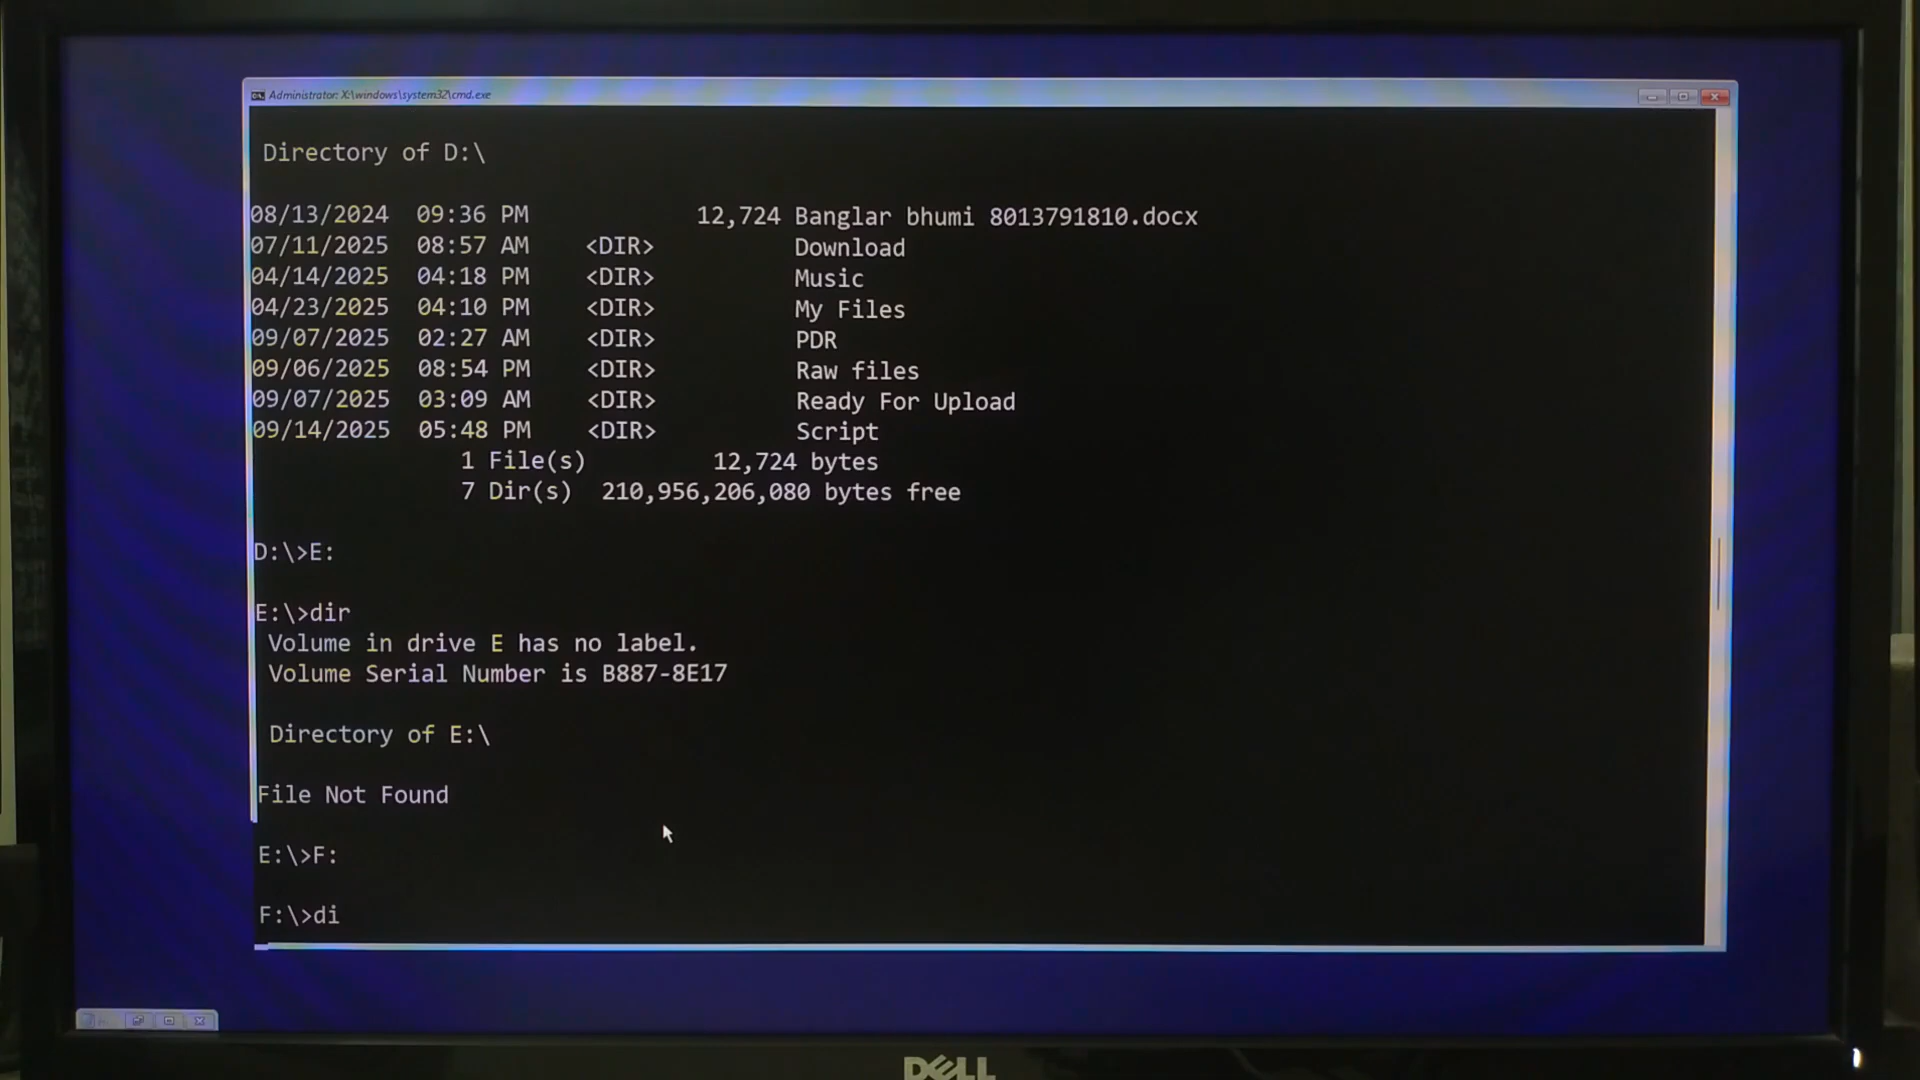 Administrator: X:\windows\system32\cmd.exe
Directory of D:\
08/13/2024 09:36 PM 12,724 Banglar bhumi 8013791810.docx
07/11/2025 08:57 AM <DIR> Download
04/14/2025 04:18 PM <DIR> Music
04/23/2025 04:10 PM <DIR> My Files
09/07/2025 02:27 AM <DIR> PDR
09/06/2025 08:54 PM <DIR> Raw files
09/07/2025 03:09 AM <DIR> Ready For Upload
09/14/2025 05:48 PM <DIR> Script
1 File(s) 12,724 bytes
7 Dir(s) 210,956,206,080 bytes free
D:\>E:
E:\>dir
Volume in drive E has no label.
Volume Serial Number is B887-8E17
Directory of E:\
File Not Found
E:\>F:
F:\>di
DELL